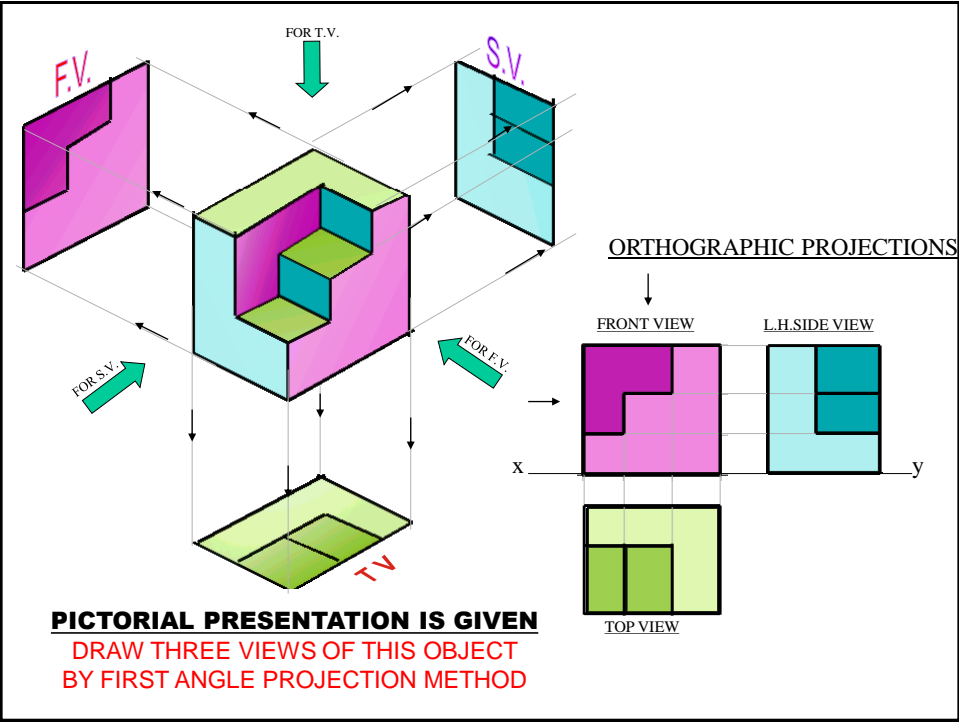 FOR T.V.
F.V.
S.V.
ORTHOGRAPHIC PROJECTIONS
FRONT VIEW
L.H.SIDE VIEW
FOR S.V.
FOR F.V.
x
y
T V
TOP VIEW
PICTORIAL PRESENTATION IS GIVEN
DRAW THREE VIEWS OF THIS OBJECT
BY FIRST ANGLE PROJECTION METHOD